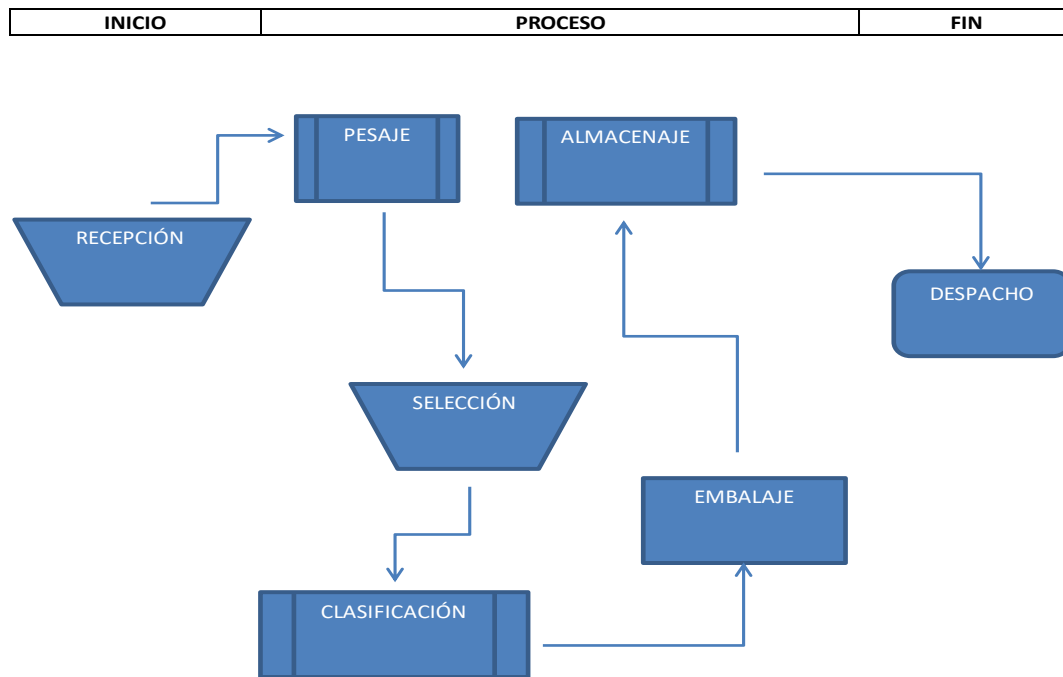 INICIO PROCESO FIN
PESAJE
ALMACENAJE
RECEPCIÓN
DESPACHO
SELECCIÓN
EMBALAJE
CLASIFICACIÓN